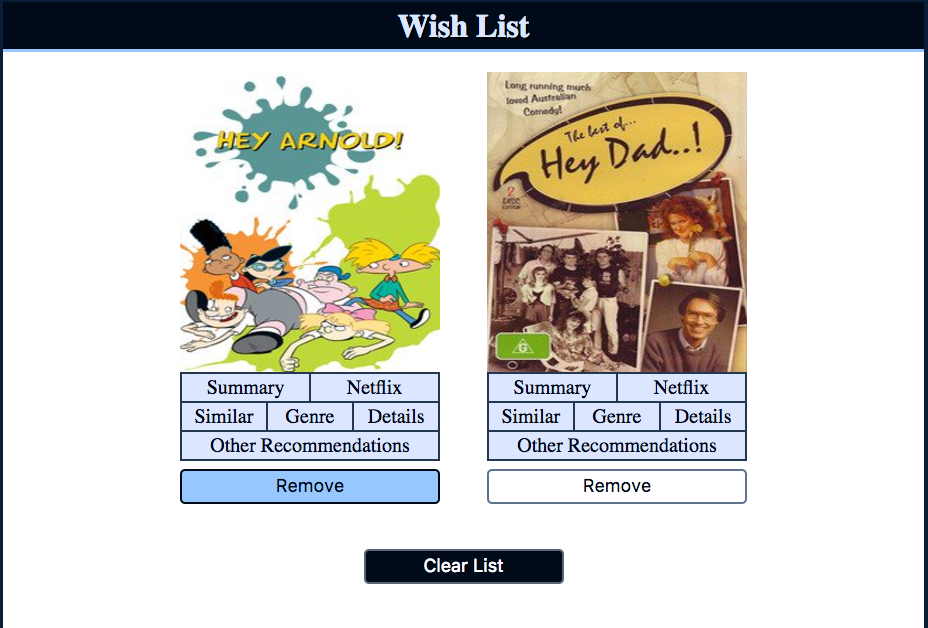 Wish List
HEY ARNOLD!
Summary
Netflix
Similar
Genre
Details
Other Recommendations
Remove
Long running much
loved Australian
Comedy!
The best of...
Hey Dad..!
2
DISC
EDITION
G
Summary
Netflix
Similar
Genre
Details
Other Recommendations
Remove
Clear List